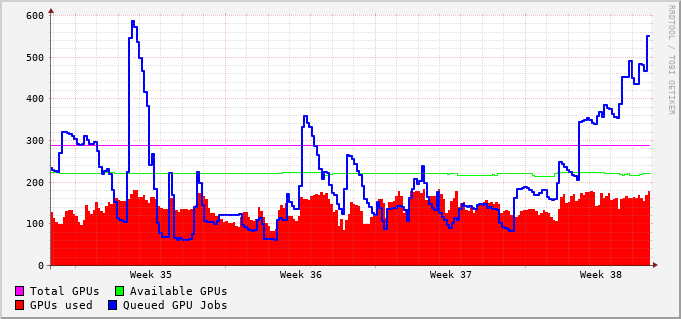 600
500
400
300
200
100
0
Week 35 Week 36 Week 37 Week 38
Total GPUs Available GPUs
GPUs used Queued GPU Jobs
RRDTOOL / TOBI OETIKER